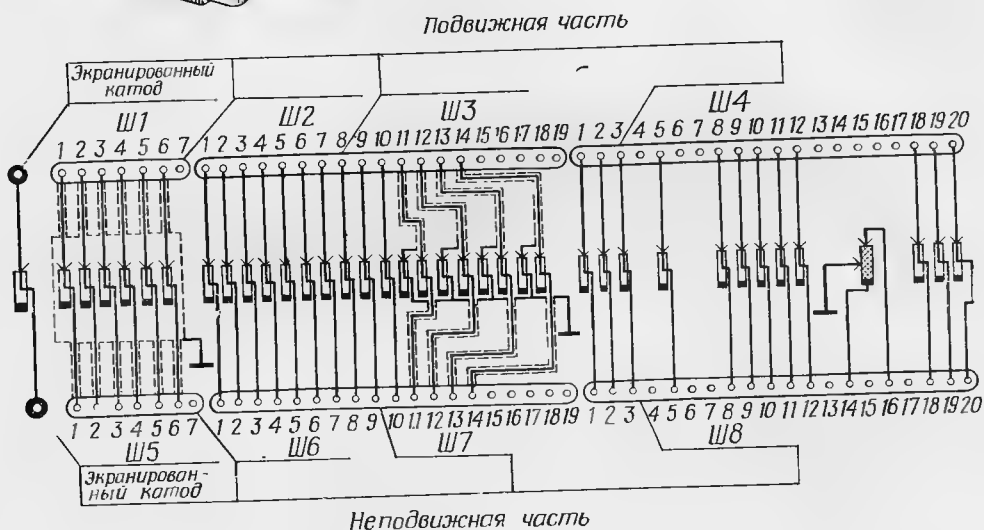 Подвижная часть
Экранированный
катод
Ш1 Ш2 Ш3 Ш4
1 2 3 4 5 6 7 1 2 3 4 5 6 7 8 9 10 11 12 13 14 15 16 17 18 19 1 2 3 4 5 6 7 8 9 10 11 12 13 14 15 16 17 18 19 20
1 2 3 4 5 6 7 1 2 3 4 5 6 7 8 9 10 11 12 13 14 15 16 17 18 19 1 2 3 4 5 6 7 8 9 10 11 12 13 14 15 16 17 18 19 20
Ш5 Ш6 Ш7 Ш8
Экранирован-
ный катод
Неподвижная часть